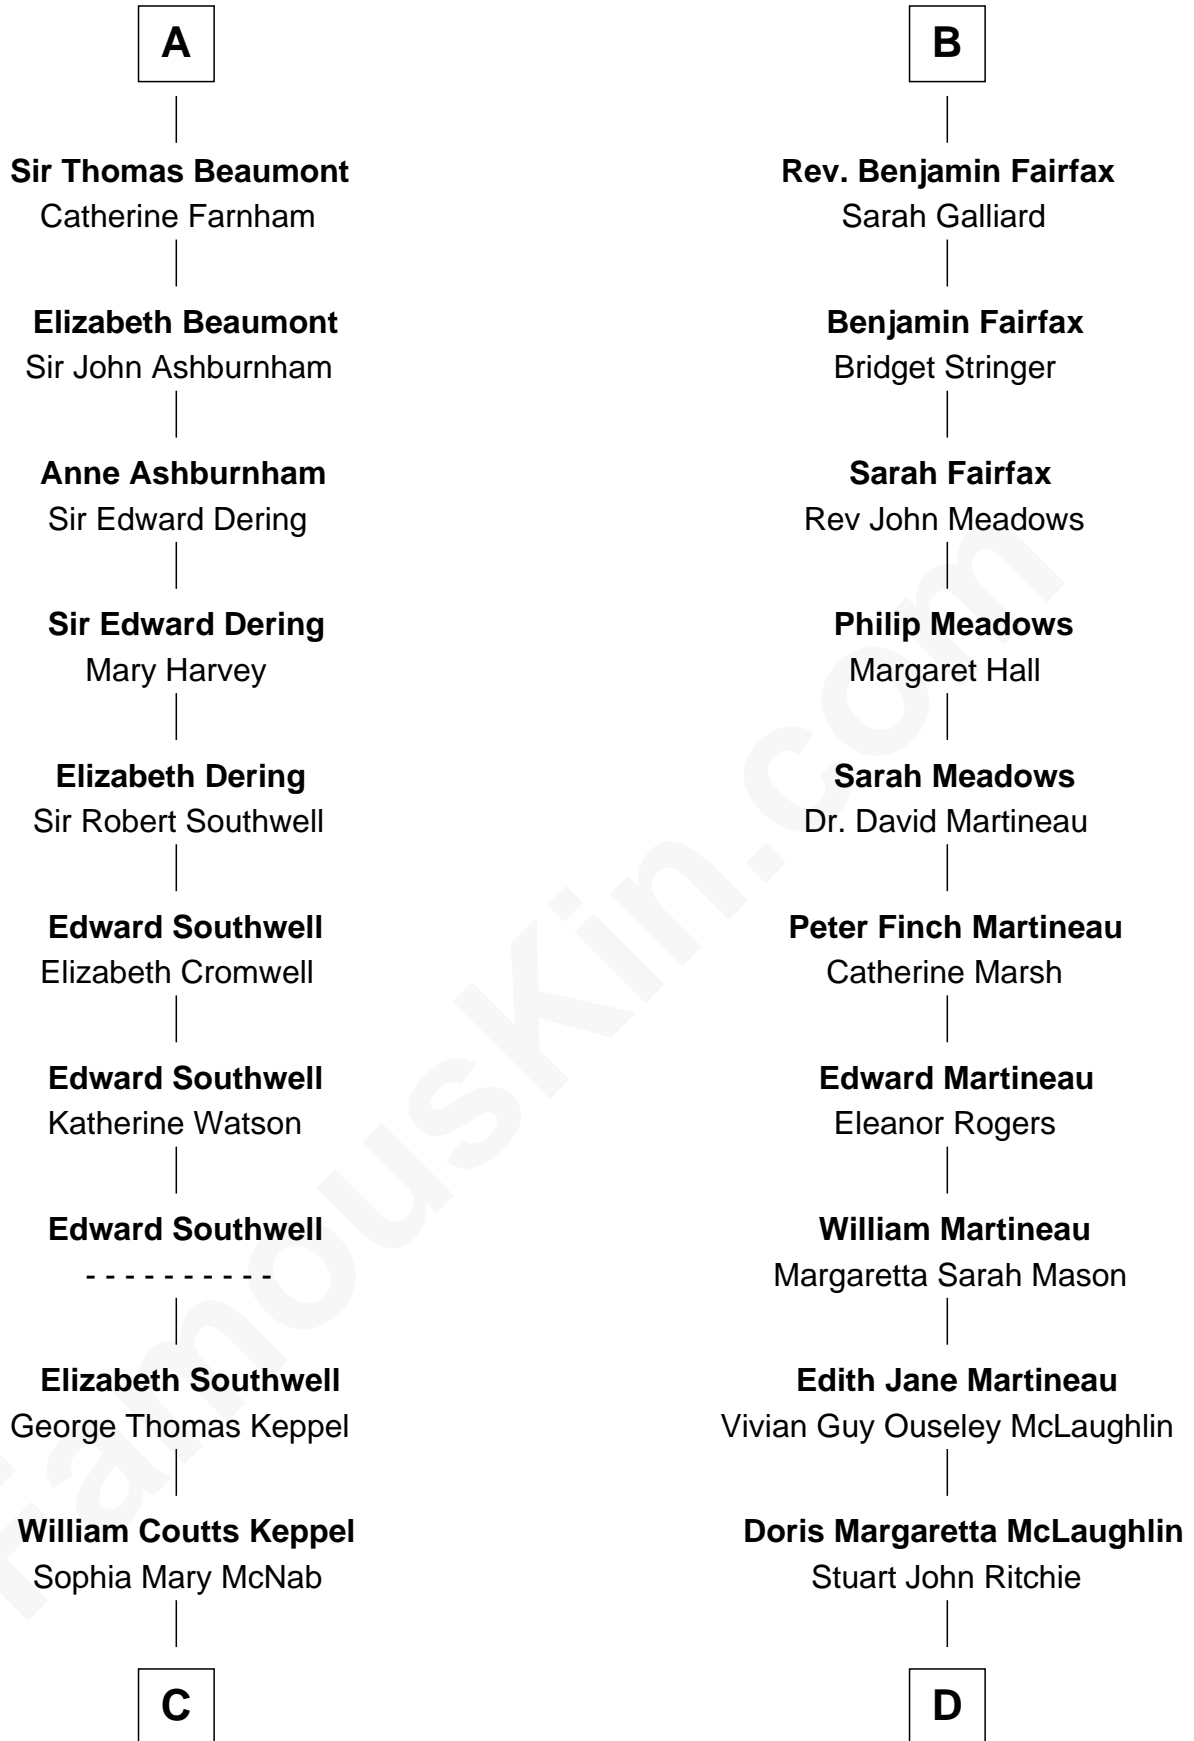 A
Sir Thomas Beaumont
Catherine Farnham
Elizabeth Beaumont
Sir John Ashburnham
Anne Ashburnham
Sir Edward Dering
Sir Edward Dering
Mary Harvey
Elizabeth Dering
Sir Robert Southwell
Edward Southwell
Elizabeth Cromwell
Edward Southwell
Katherine Watson
Edward Southwell
- - - - - - - - - -
Elizabeth Southwell
George Thomas Keppel
William Coutts Keppel
Sophia Mary McNab
C
B
Rev. Benjamin Fairfax
Sarah Galliard
Benjamin Fairfax
Bridget Stringer
Sarah Fairfax
Rev John Meadows
Philip Meadows
Margaret Hall
Sarah Meadows
Dr. David Martineau
Peter Finch Martineau
Catherine Marsh
Edward Martineau
Eleanor Rogers
William Martineau
Margaretta Sarah Mason
Edith Jane Martineau
Vivian Guy Ouseley McLaughlin
Doris Margaretta McLaughlin
Stuart John Ritchie
D
FamousKin.com